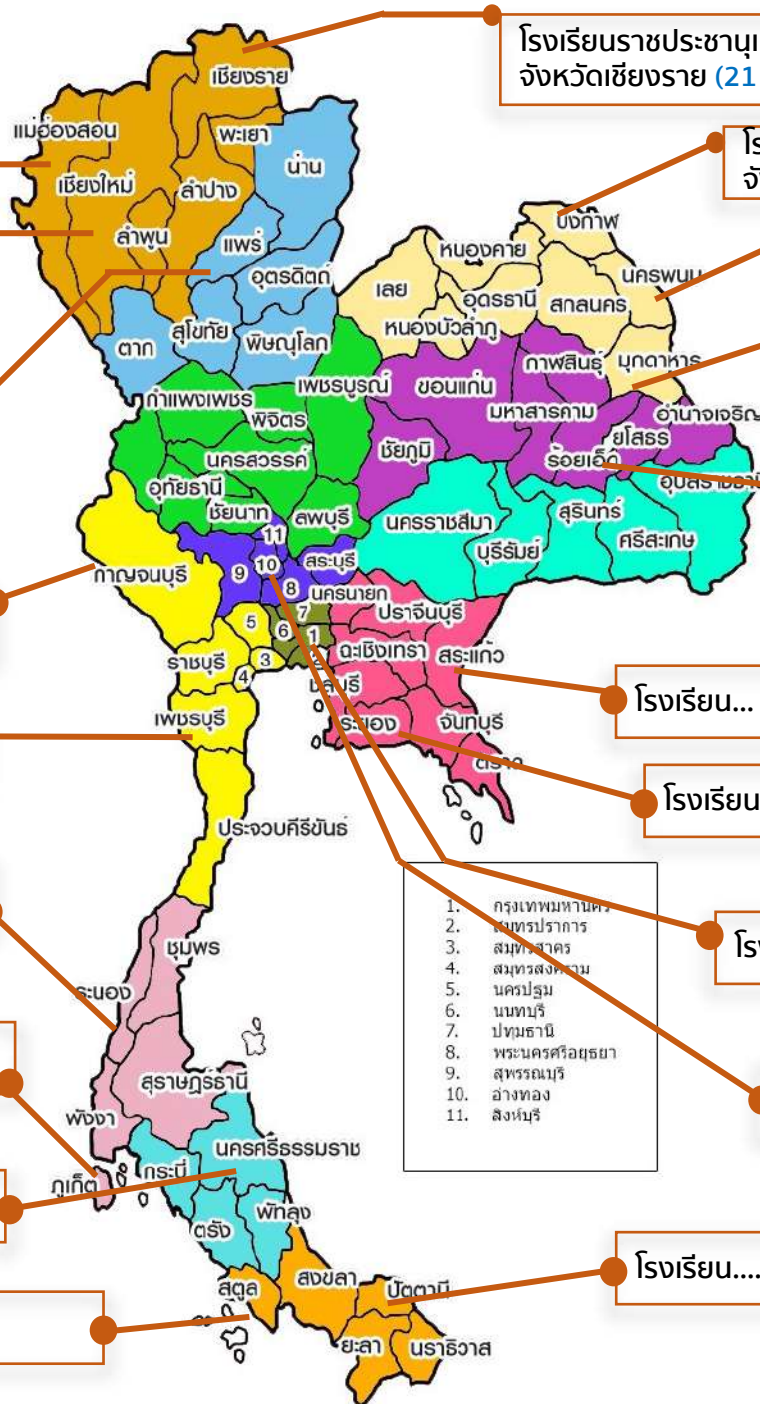 โรงเรียนราชประชานุเ
จังหวัดเชียงราย (21
เชียงราย
แม่ฮ่องสอน
พะเยา
น่าน
เชียงใหม่
ลำปาง
ลำพูน
แพร่
อุตรดิตถ์
ตาก
สุโขทัย
พิษณุโลก
โร
จั
บึงกาฬ
หนองคาย
นครพนม
เลย
อุดรธานี
สกลนคร
หนองบัวลำภู
มุกดาหาร
กาฬสินธุ์
เพชรบูรณ์
ขอนแก่น
กำแพงเพชร
มหาสารคาม
อำนาจเจริญ
พิจิตร
ยโสธร
ชัยภูมิ
ร้อยเอ็ด
นครสวรรค์
อุบลราชธานี
อุทัยธานี
ชัยนาท
ลพบุรี
นครราชสีมา
สุรินทร์
บุรีรัมย์
ศรีสะเกษ
11
สระบุรี
กาญจนบุรี
9
10
8
นครนายก
7
ปราจีนบุรี
5
6
1
ฉะเชิงเทรา
สระแก้ว
ราชบุรี
3
4
2
ชลบุรี
เพชรบุรี
ระยอง
จันทบุรี
ตราด
โรงเรียน...
โรงเรียน
ประจวบคีรีขันธ์
1. กรุงเทพมหานคร
2. สมุทรปราการ
3. สมุทรสาคร
4. สมุทรสงคราม
5. นครปฐม
6. นนทบุรี
7. ปทุมธานี
8. พระนครศรีอยุธยา
9. สุพรรณบุรี
10. อ่างทอง
11. สิงห์บุรี
โรง
ชุมพร
ระนอง
สุราษฎร์ธานี
พังงา
นครศรีธรรมราช
ภูเก็ต
กระบี่
พัทลุง
ตรัง
สตูล
สงขลา
ปัตตานี
ยะลา
นราธิวาส
โรงเรียน....